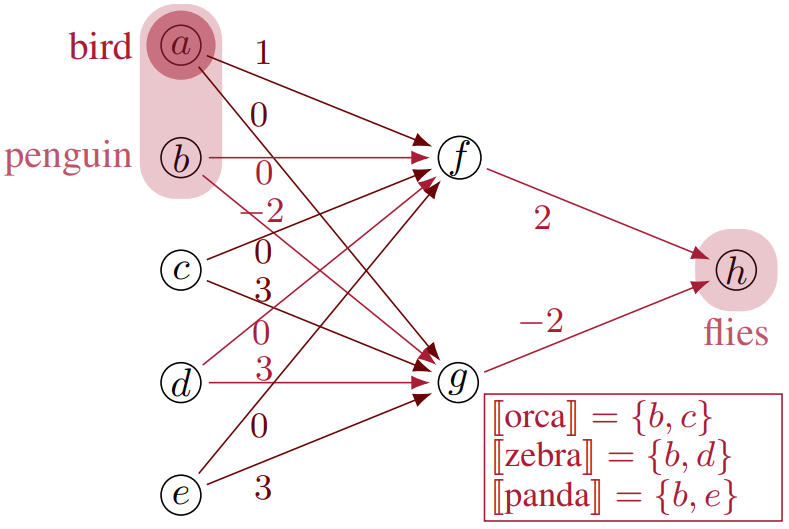 bird
a
1
0
penguin
b
f
0
−2
2
c
0
h
3
0
−2
flies
d
3
g
⟦orca⟧ = {b, c}
0
⟦zebra⟧ = {b, d}
e
3
⟦panda⟧ = {b, e}